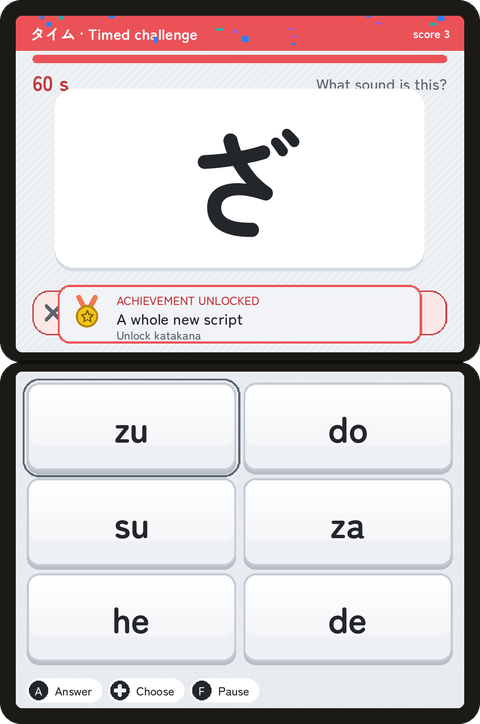 タイム · Timed challenge
score 3
60 s
What sound is this?
ざ
ACHIEVEMENT UNLOCKED
A whole new script
Unlock katakana
zu
do
su
za
he
de
A Answer
Choose
F Pause